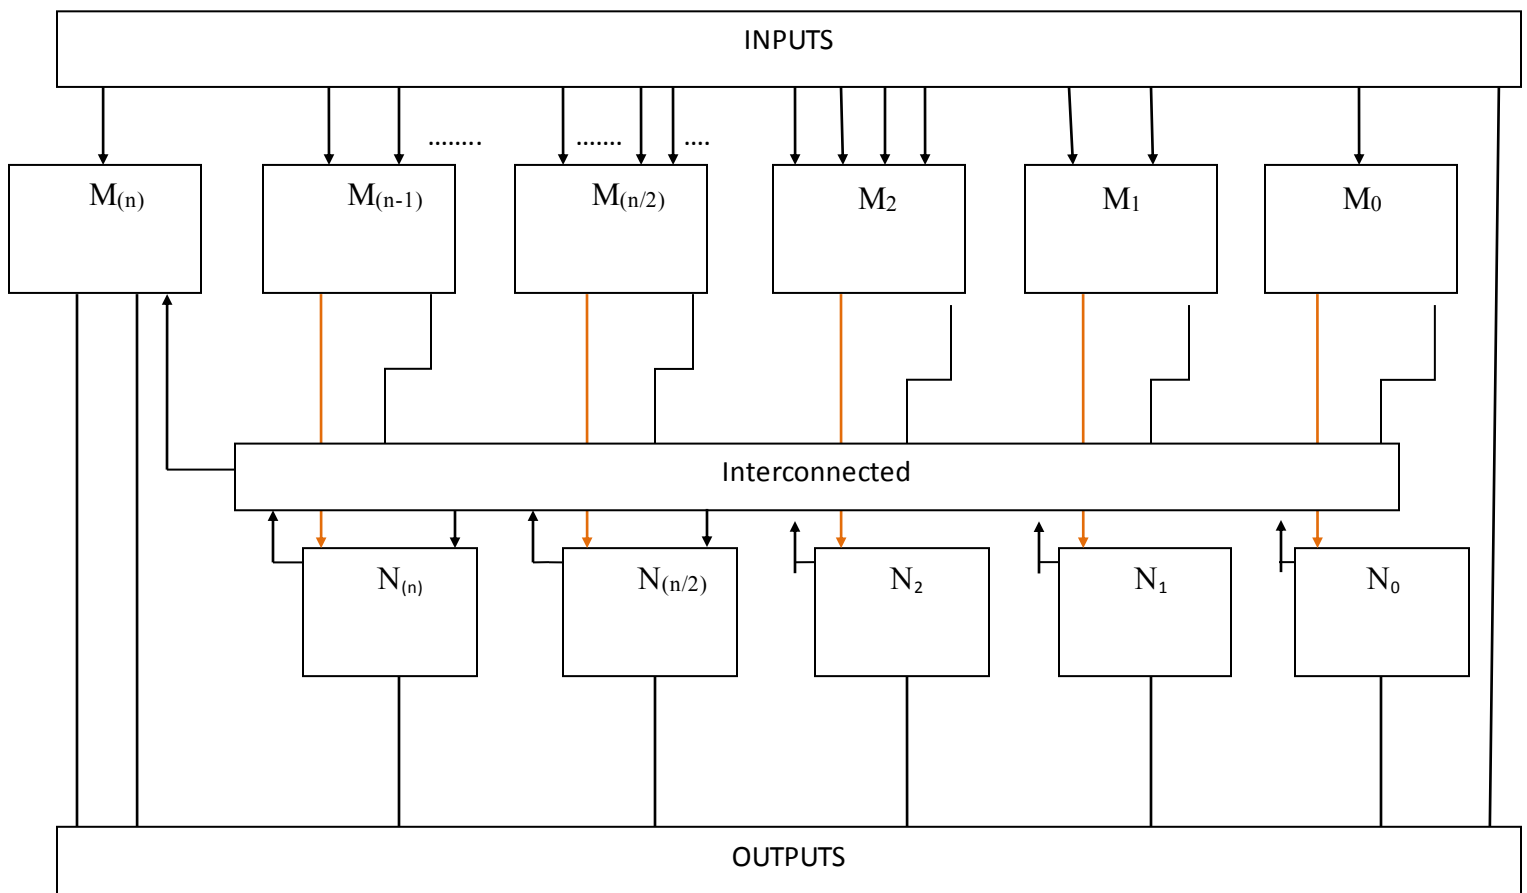 INPUTS
........ ....... ....
M(n) M(n-1) M(n/2) M2 M1 M0
Interconnected
N(n) N(n/2) N2 N1 N0
OUTPUTS